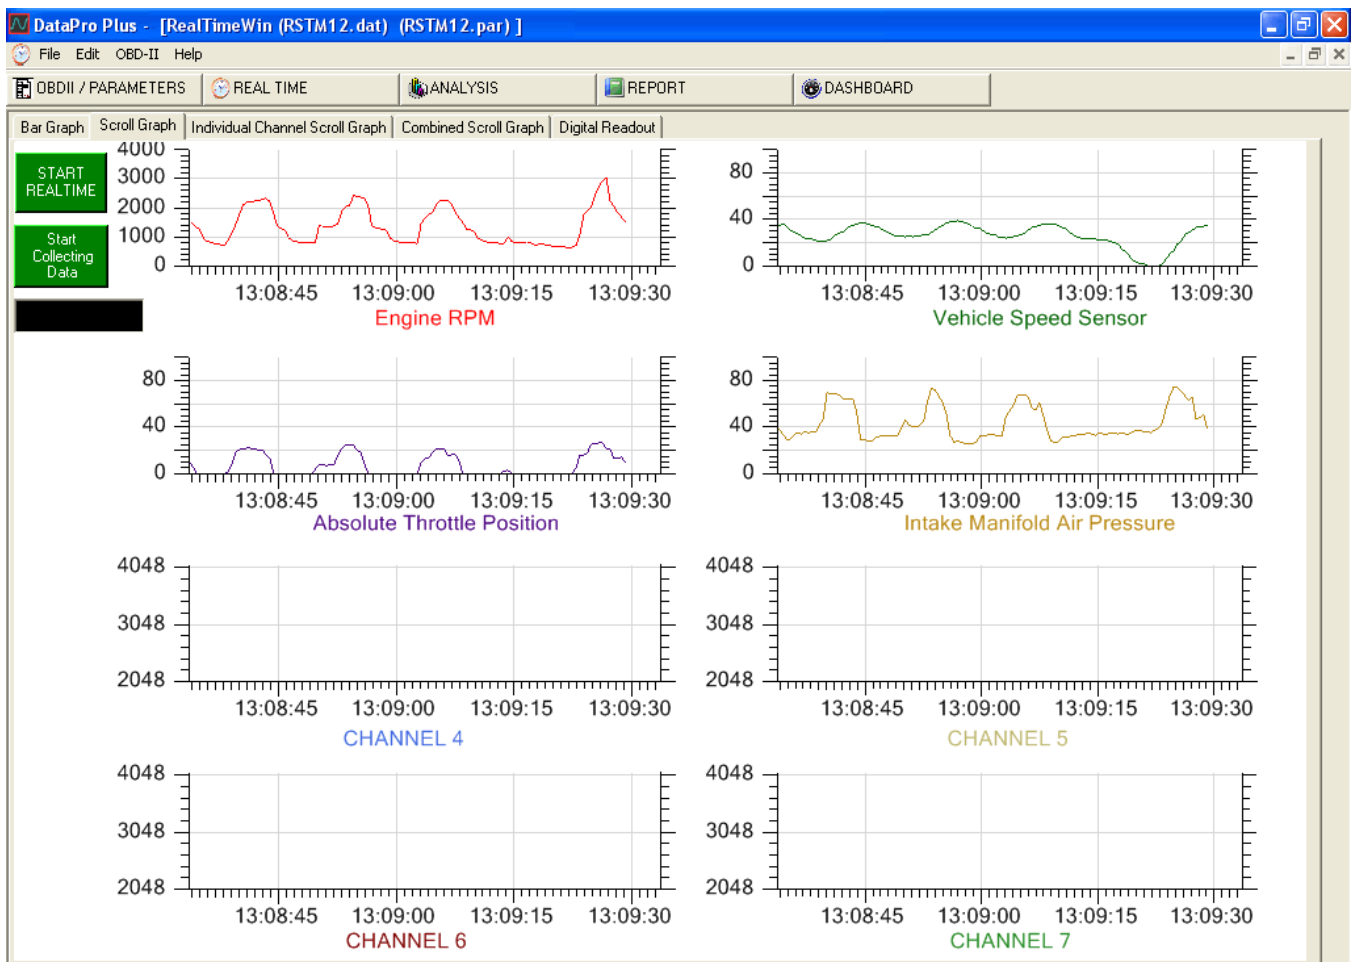 DataPro Plus - [RealTimeWin (RSTM12.dat) (RSTM12.par) ]
File Edit OBD-II Help
OBDII / PARAMETERS REAL TIME ANALYSIS REPORT DASHBOARD
Bar Graph Scroll Graph Individual Channel Scroll Graph Combined Scroll Graph Digital Readout
START
REALTIME
Start
Collecting
Data
4000
3000
2000
1000
0
13:08:45 13:09:00 13:09:15 13:09:30
Engine RPM
80
40
0
13:08:45 13:09:00 13:09:15 13:09:30
Vehicle Speed Sensor
80
40
0
13:08:45 13:09:00 13:09:15 13:09:30
Absolute Throttle Position
80
40
0
13:08:45 13:09:00 13:09:15 13:09:30
Intake Manifold Air Pressure
4048
3048
2048
13:08:45 13:09:00 13:09:15 13:09:30
CHANNEL 4
4048
3048
2048
13:08:45 13:09:00 13:09:15 13:09:30
CHANNEL 5
4048
3048
2048
13:08:45 13:09:00 13:09:15 13:09:30
CHANNEL 6
4048
3048
2048
13:08:45 13:09:00 13:09:15 13:09:30
CHANNEL 7